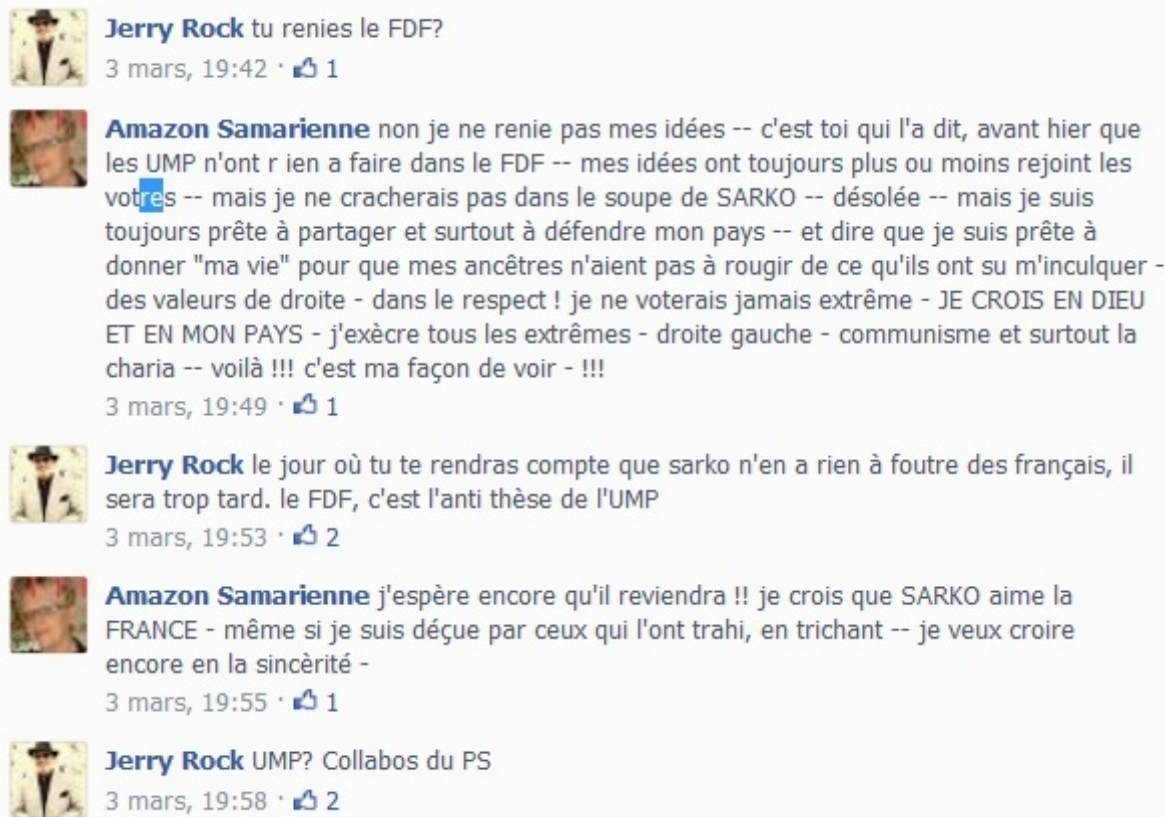 Jerry Rock tu renies le FDF?
3 mars, 19:42 · 1
Amazon Samarienne non je ne renie pas mes idées -- c'est toi qui l'a dit, avant hier que
les UMP n'ont r ien a faire dans le FDF -- mes idées ont toujours plus ou moins rejoint les
votres -- mais je ne cracherais pas dans le soupe de SARKO -- désolée -- mais je suis
toujours prête à partager et surtout à défendre mon pays -- et dire que je suis prête à
donner "ma vie" pour que mes ancêtres n'aient pas à rougir de ce qu'ils ont su m'inculquer -
des valeurs de droite - dans le respect ! je ne voterais jamais extrême - JE CROIS EN DIEU
ET EN MON PAYS - j'exècre tous les extrêmes - droite gauche - communisme et surtout la
charia -- voilà !!! c'est ma façon de voir - !!!
3 mars, 19:49 · 1
Jerry Rock le jour où tu te rendras compte que sarko n'en a rien à foutre des français, il
sera trop tard. le FDF, c'est l'anti thèse de l'UMP
3 mars, 19:53 · 2
Amazon Samarienne j'espère encore qu'il reviendra !! je crois que SARKO aime la
FRANCE - même si je suis déçue par ceux qui l'ont trahi, en trichant -- je veux croire
encore en la sincèrité -
3 mars, 19:55 · 1
Jerry Rock UMP? Collabos du PS
3 mars, 19:58 · 2